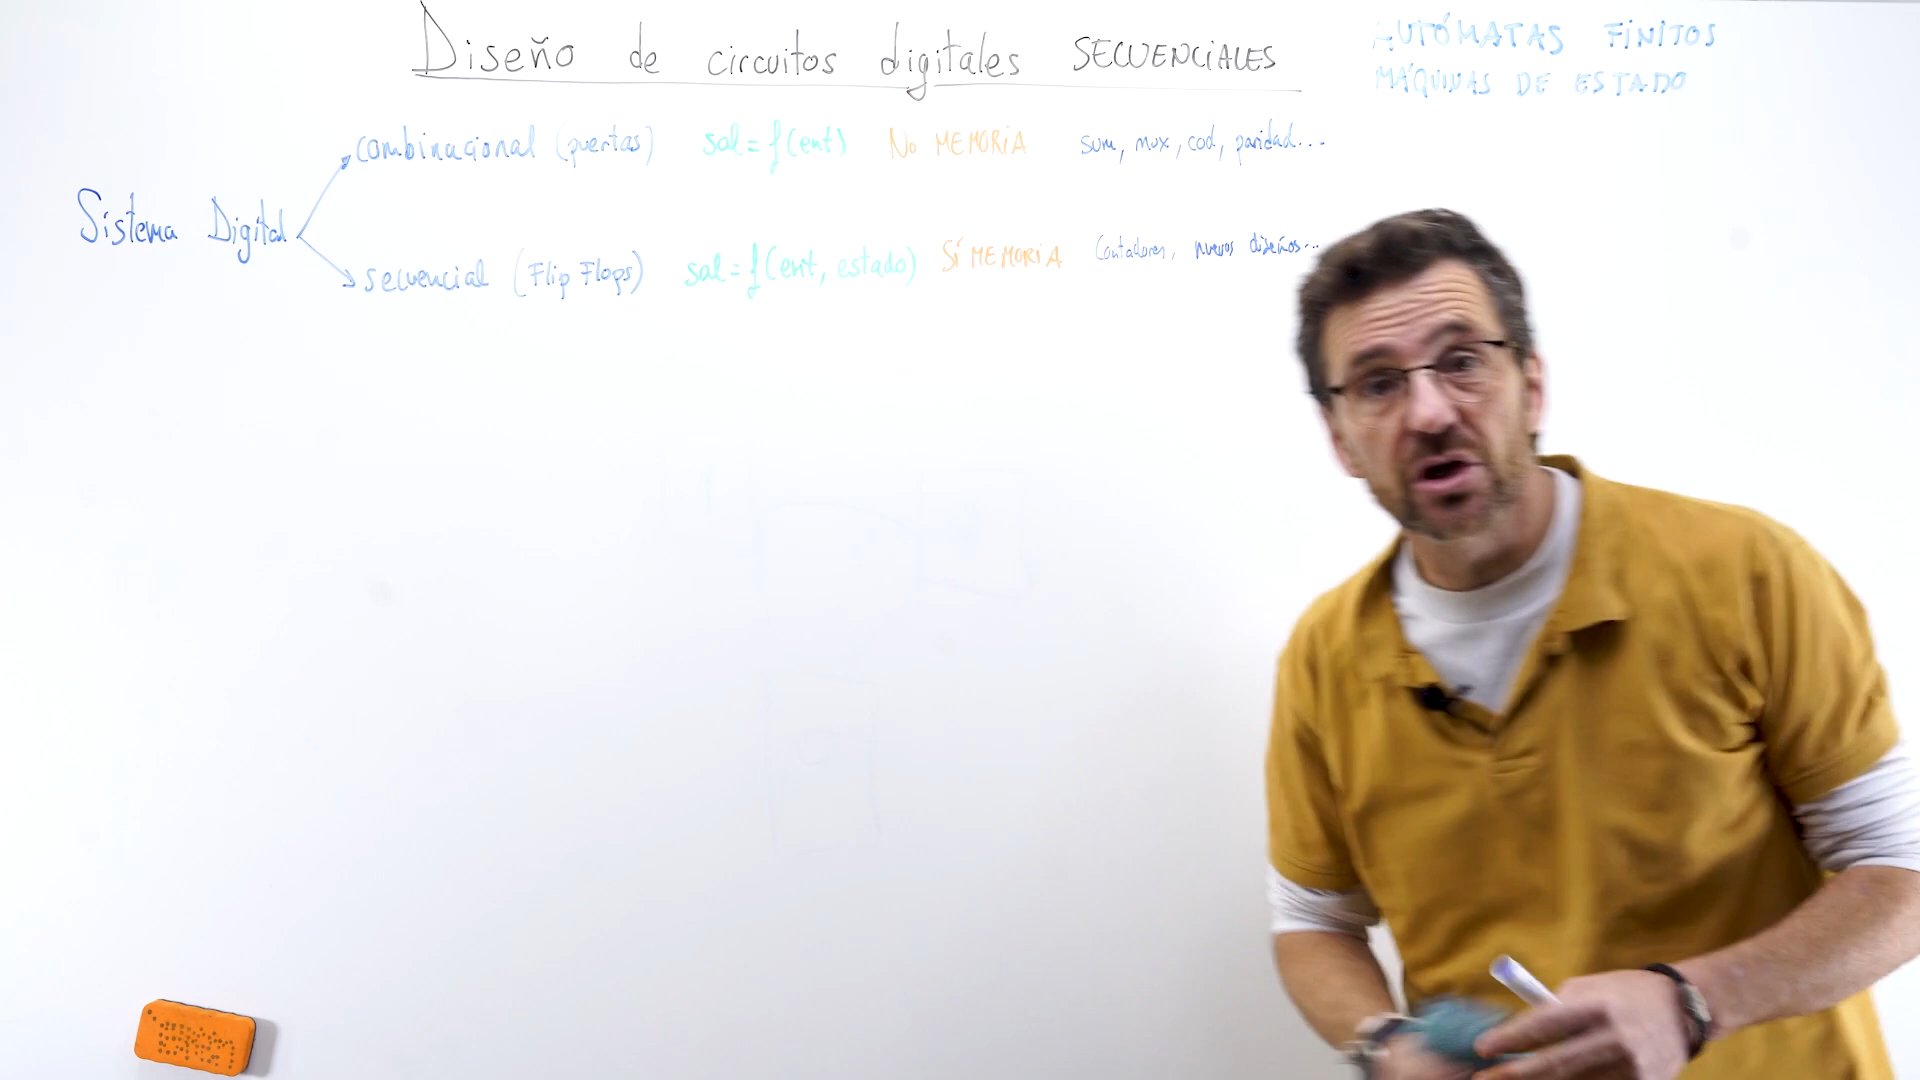 Diseño de circuitos digitales SECUENCIALES
AUTÓMATAS FINITOS
MÁQUINAS DE ESTADO
combinacional (puertas) sal = f(ent) No MEMORIA sum, mux, cod, paridad...
Sistema Digital
secuencial (Flip Flops) sal = f(ent, estado) SÍ MEMORIA Contadores, nuevos diseños...